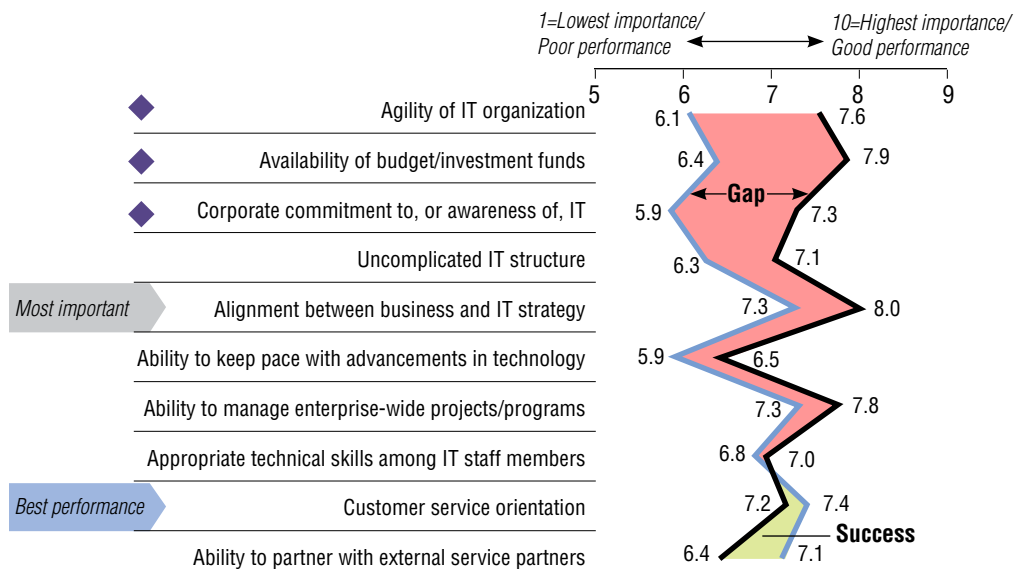 1=Lowest importance/
Poor performance
10=Highest importance/
Good performance
5 6 7 8 9
Agility of IT organization 6.1 7.6
Availability of budget/investment funds 6.4 7.9
Gap
Corporate commitment to, or awareness of, IT 5.9 7.3
Uncomplicated IT structure 6.3 7.1
Most important Alignment between business and IT strategy 7.3 8.0
Ability to keep pace with advancements in technology 5.9 6.5
Ability to manage enterprise-wide projects/programs 7.3 7.8
Appropriate technical skills among IT staff members 6.8 7.0
Best performance Customer service orientation 7.2 7.4
Success
Ability to partner with external service partners 6.4 7.1